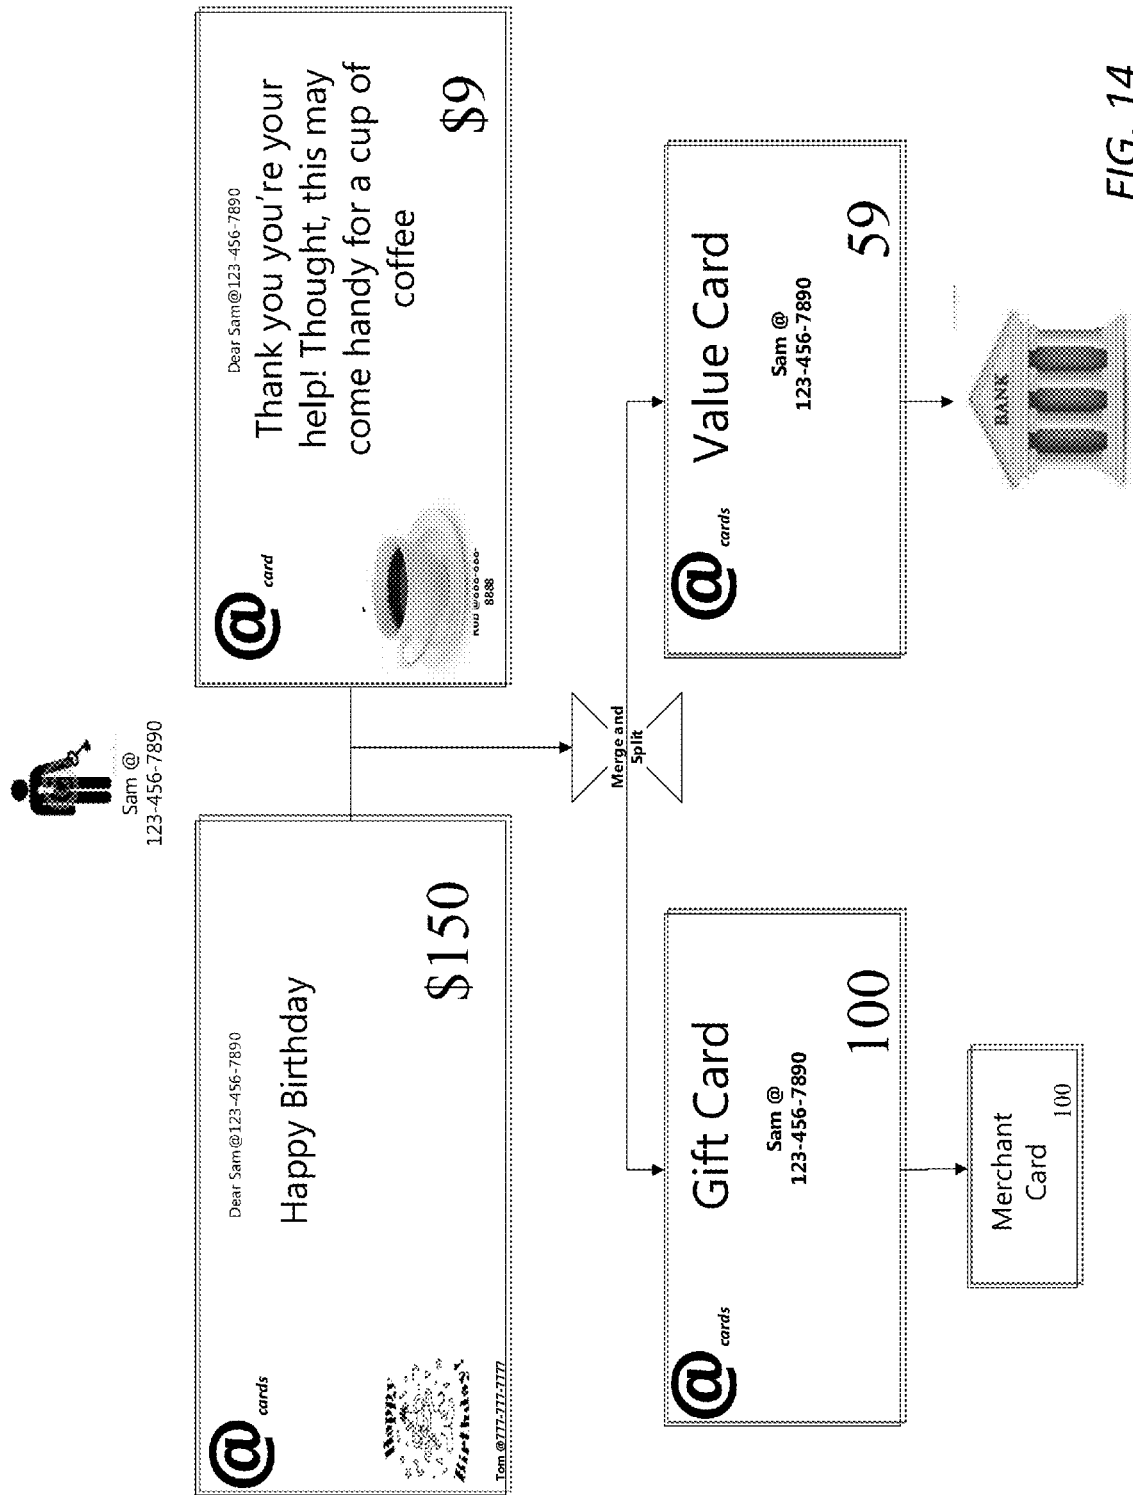 Sam @
123-456-7890
@ cards
Dear Sam@123-456-7890
Happy Birthday
Happy
Birthday!
Tom @777-777-7777
$150
@ card
Dear Sam@123-456-7890
Thank you you're your
help! Thought, this may
come handy for a cup of
coffee
8888
$9
Merge and
Split
@ cards
Gift Card
Sam @
123-456-7890
100
@ cards
Value Card
Sam @
123-456-7890
59
Merchant
Card
100
BANK
FIG. 14